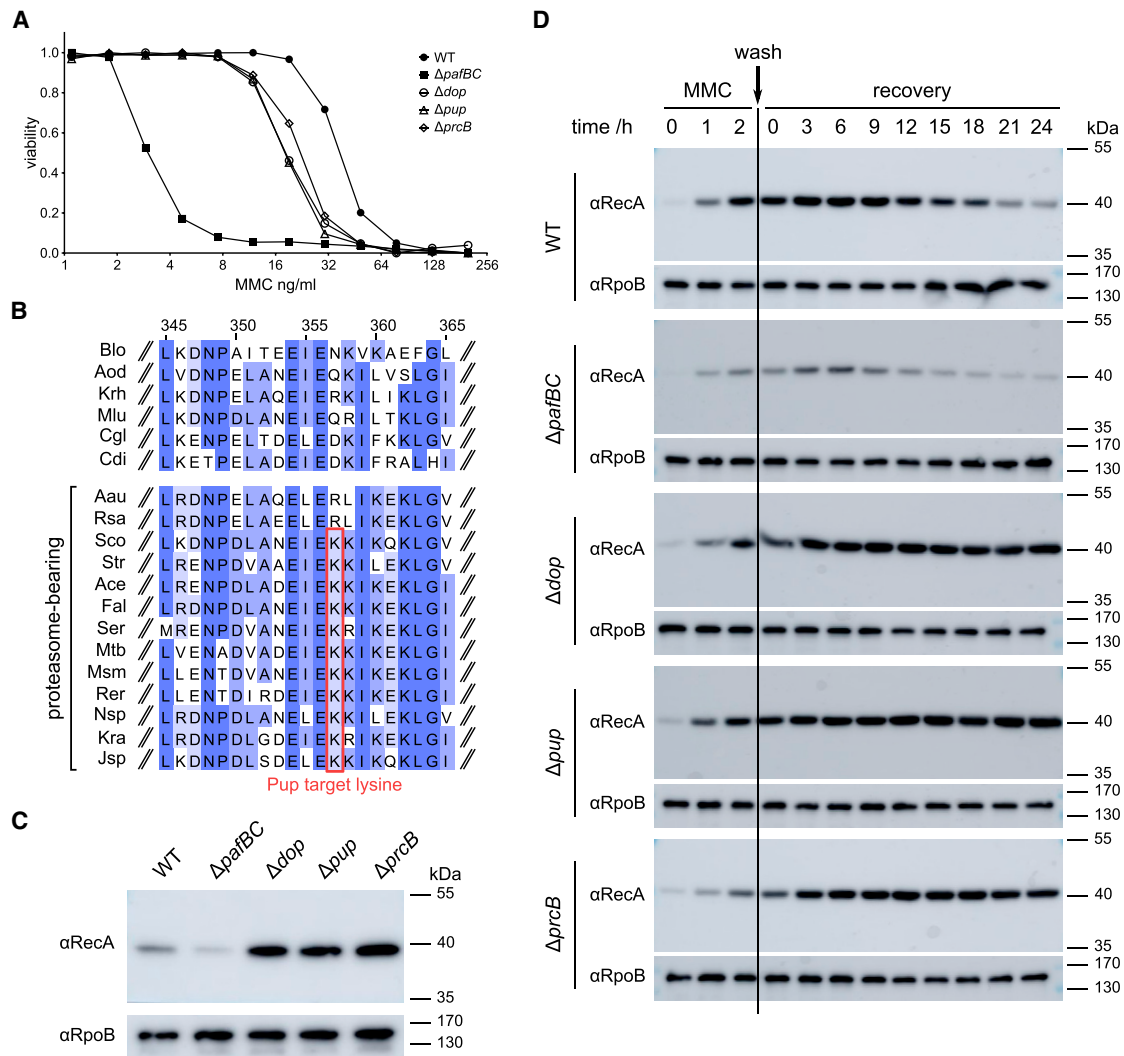 A
viability
1.0
0.8
0.6
0.4
0.2
0.0
1 2 4 8 16 32 64 128 256
MMC ng/ml
WT
ΔpafBC
Δdop
Δpup
ΔprcB
B
345 350 355 360 365
Blo // LKDNPAITEEIENKVKAEFGL //
Aod // LVDNPELANEIEQKILVSLGI //
Krh // LKDNPELAQEIERKILIKLGI //
Mlu // LKDNPDLANEIEQRILTKLGI //
Cgl // LKENPELTDELEDKIFKKLGV //
Cdi // LKETPELADEIEDKIFRALHI //
proteasome-bearing
Aau // LRDNPELAQELERLIKEKLGV //
Rsa // LRDNPELAEELERLIKEKLGV //
Sco // LKDNPDLANEIEKKIKQKLGV //
Str // LRENPDVAAEIEKKILEKLGV //
Ace // LRENPDLADEIEKKIKEKLGI //
Fal // LRDNPDLANEIEKKIKEKLGI //
Ser // MRENPDVANEIEKRIKEKLGI //
Mtb // LVENADVADEIEKKIKEKLGI //
Msm // LLENTDVANEIEKKIKEKLGI //
Rer // LLENTDIRDEIEKKIKEKLGI //
Nsp // LRDNPDLANELEKKILEKLGV //
Kra // LRDNPDLGDEIEKRIKEKLGI //
Jsp // LKDNPDLSDELEKKIKQKLGI //
Pup target lysine
C
WT ΔpafBC Δdop Δpup ΔprcB
kDa
αRecA
55
40
35
αRpoB
170
130
D
wash
MMC recovery
time /h 0 1 2 0 3 6 9 12 15 18 21 24 kDa
WT
αRecA
55
40
35
αRpoB
170
130
ΔpafBC
αRecA
55
40
35
αRpoB
170
130
Δdop
αRecA
55
40
35
αRpoB
170
130
Δpup
αRecA
55
40
35
αRpoB
170
130
ΔprcB
αRecA
55
40
35
αRpoB
170
130